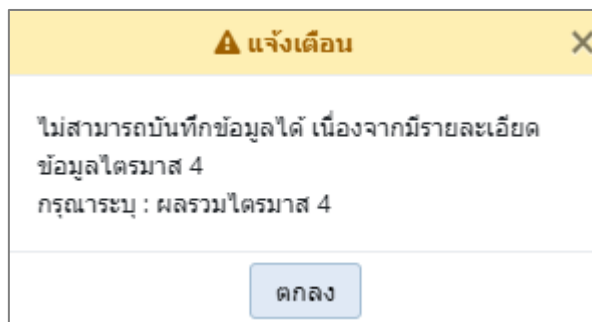 แจ้งเตือน
ไม่สามารถบันทึกข้อมูลได้ เนื่องจากมีรายละเอียด
ข้อมูลไตรมาส 4
กรุณาระบุ : ผลรวมไตรมาส 4
ตกลง